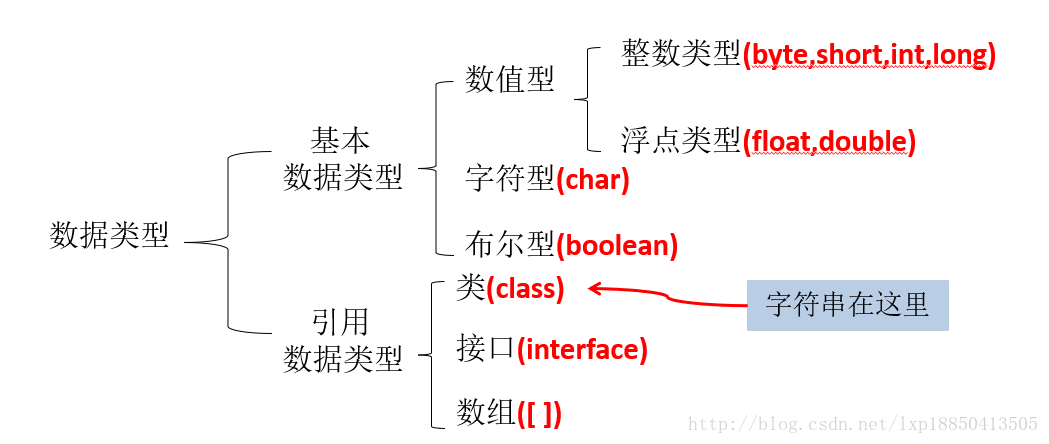 数据类型
基本
数据类型
数值型
整数类型(byte,short,int,long)
浮点类型(float,double)
字符型(char)
布尔型(boolean)
引用
数据类型
类(class)
字符串在这里
接口(interface)
数组([ ])
http://blog.csdn.net/lxp18850413505